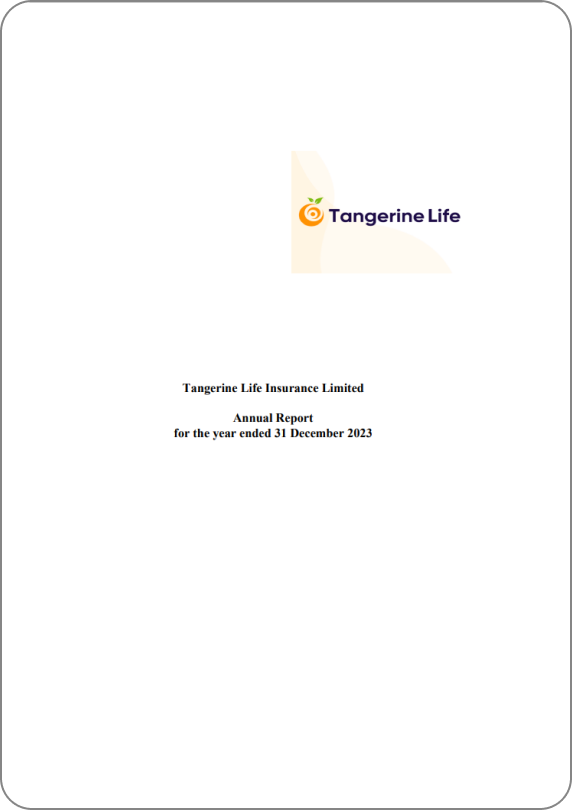 Tangerine Life
Tangerine Life Insurance Limited
Annual Report
for the year ended 31 December 2023